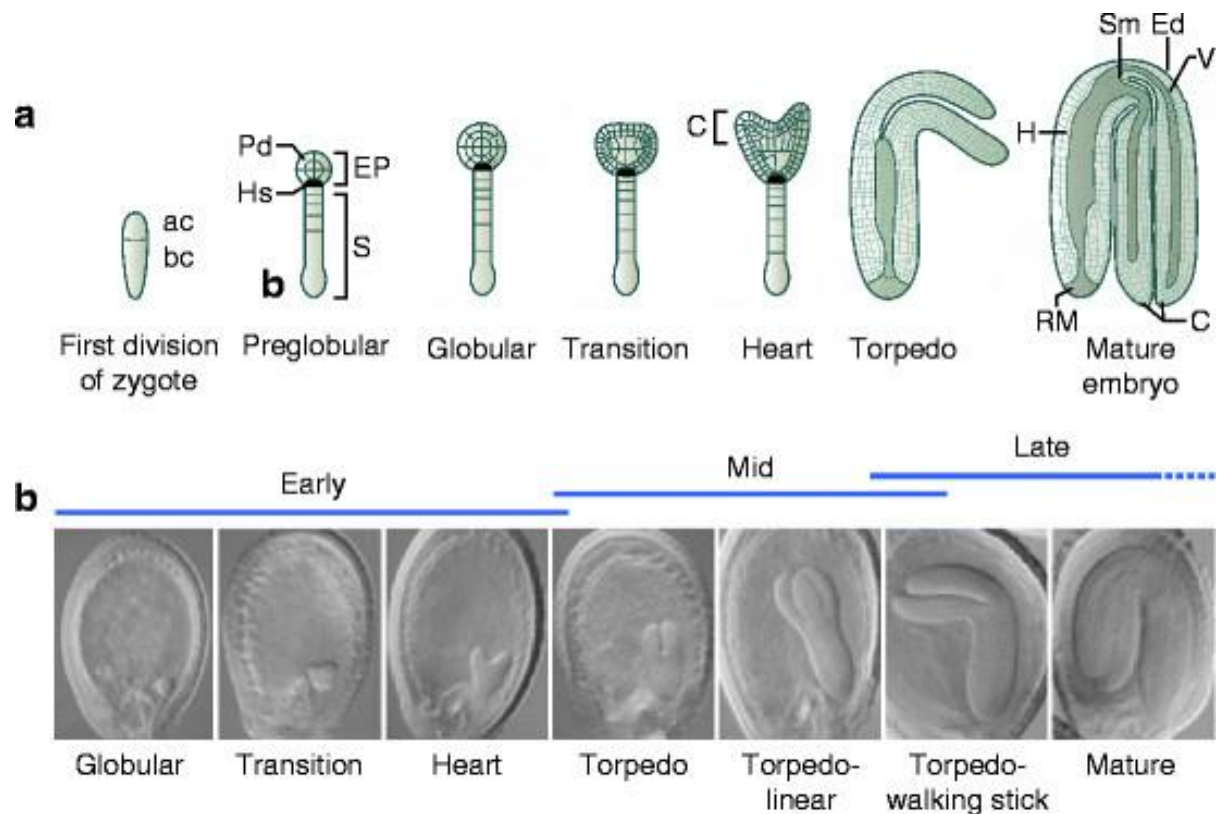 a
Sm Ed
V
H
C
Pd
EP
Hs
ac
bc
S
b
RM
C
First division
of zygote
Preglobular
Globular
Transition
Heart
Torpedo
Mature
embryo
b
Early
Mid
Late
Globular
Transition
Heart
Torpedo
Torpedo-
linear
Torpedo-
walking stick
Mature